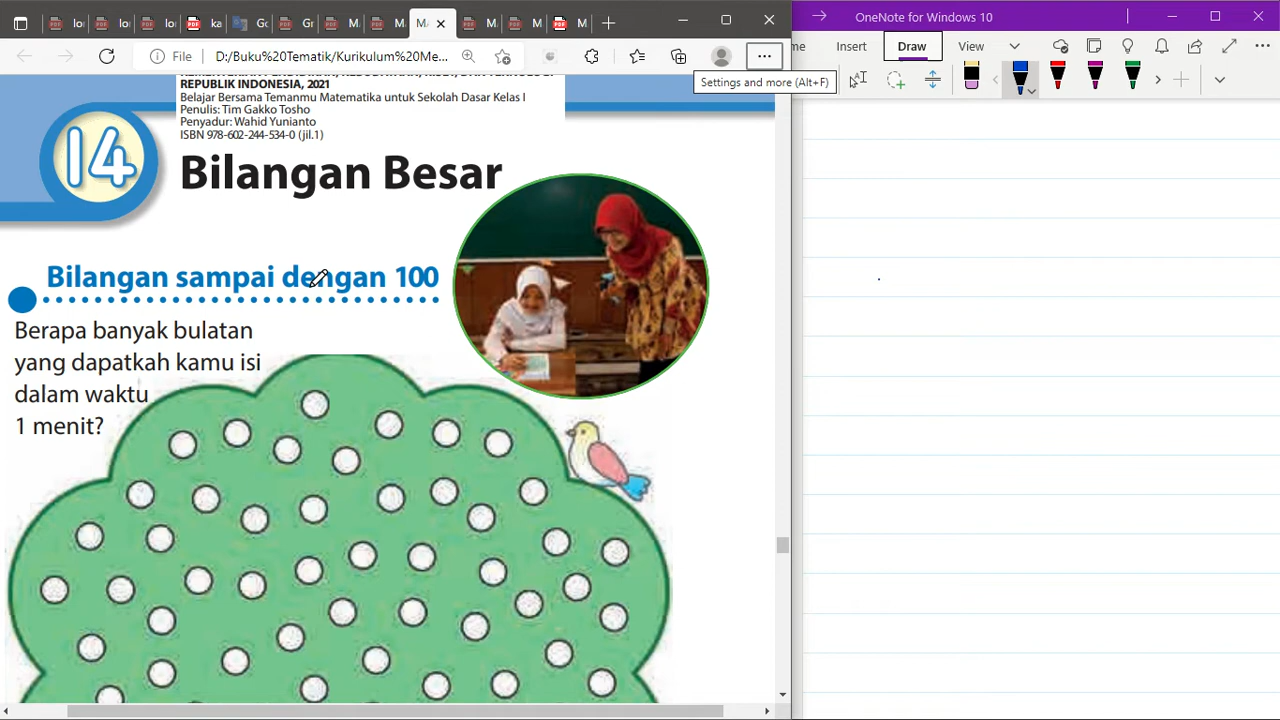 File
D:/Buku%20Tematik/Kurikulum%20Me...
Settings and more (Alt+F)
OneNote for Windows 10
Insert
Draw
View
REPUBLIK INDONESIA, 2021
Belajar Bersama Temanmu Matematika untuk Sekolah Dasar Kelas I
Penulis: Tim Gakko Tosho
Penyadur: Wahid Yunianto
ISBN 978-602-244-534-0 (jil.1)
14
Bilangan Besar
Bilangan sampai dengan 100
Berapa banyak bulatan
yang dapatkah kamu isi
dalam waktu
1 menit?